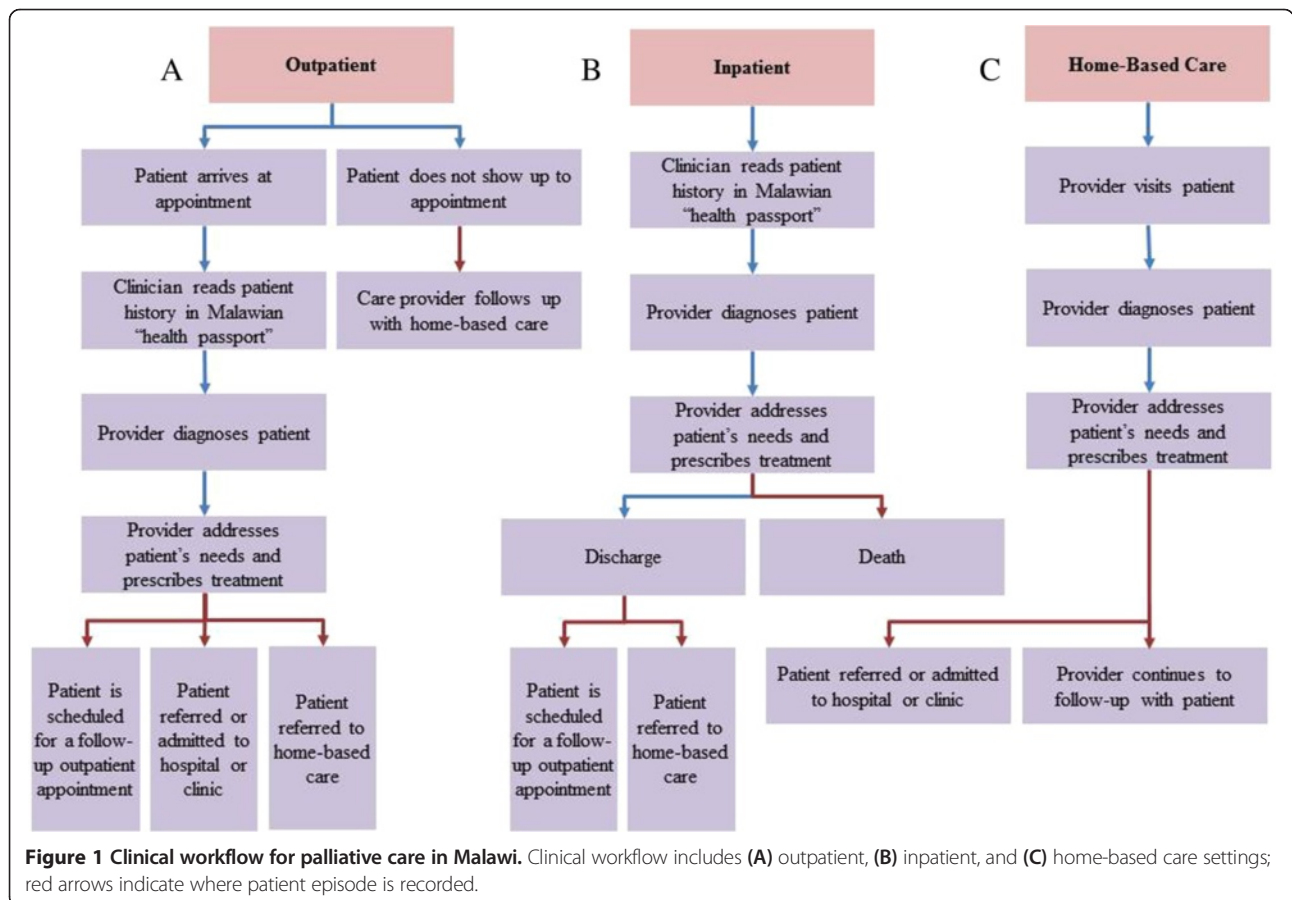 A
Outpatient
Patient arrives at
appointment
Patient does not show up to
appointment
Clinician reads patient
history in Malawian
“health passport”
Care provider follows up
with home-based care
Provider diagnoses patient
Provider addresses
patient’s needs and
prescribes treatment
Patient is
scheduled
for a follow-
up outpatient
appointment
Patient
referred or
admitted to
hospital or
clinic
Patient
referred to
home-based
care
B
Inpatient
Clinician reads patient
history in Malawian
“health passport”
Provider diagnoses patient
Provider addresses
patient’s needs and
prescribes treatment
Discharge
Death
Patient is
scheduled
for a follow-
up outpatient
appointment
Patient
referred to
home-based
care
C
Home-Based Care
Provider visits patient
Provider diagnoses patient
Provider addresses
patient’s needs and
prescribes treatment
Patient referred or admitted
to hospital or clinic
Provider continues to
follow-up with patient
Figure 1 Clinical workflow for palliative care in Malawi. Clinical workflow includes (A) outpatient, (B) inpatient, and (C) home-based care settings;
red arrows indicate where patient episode is recorded.